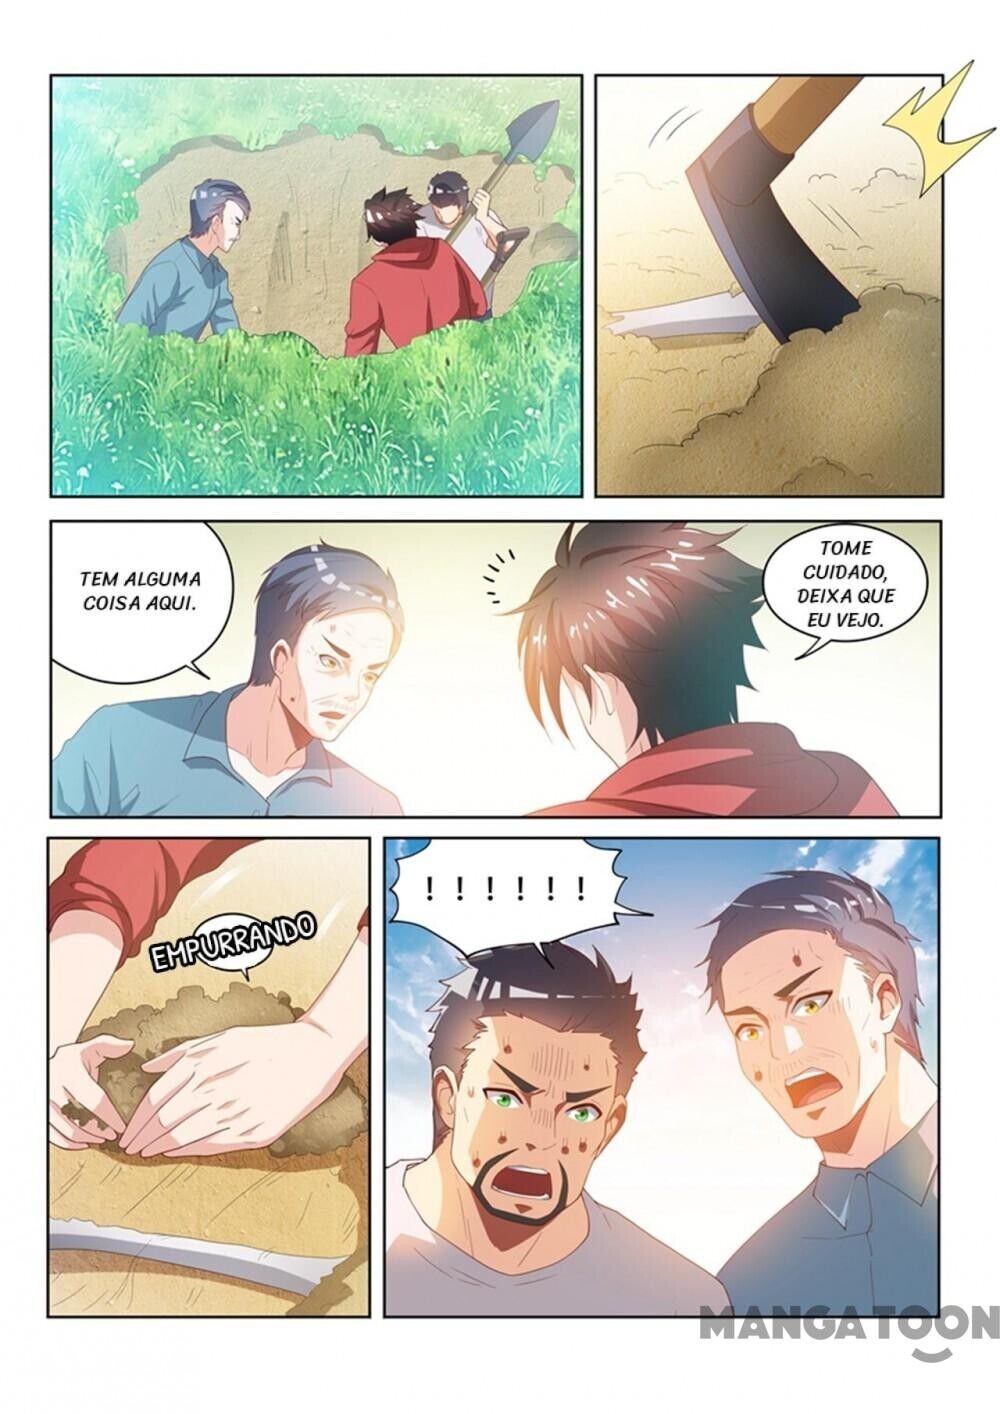 TEM ALGUMA
COISA AQUI.
TOME
CUIDADO,
DEIXA QUE
EU VEJO.
EMPURRANDO
!!!!!!
MANGATOON